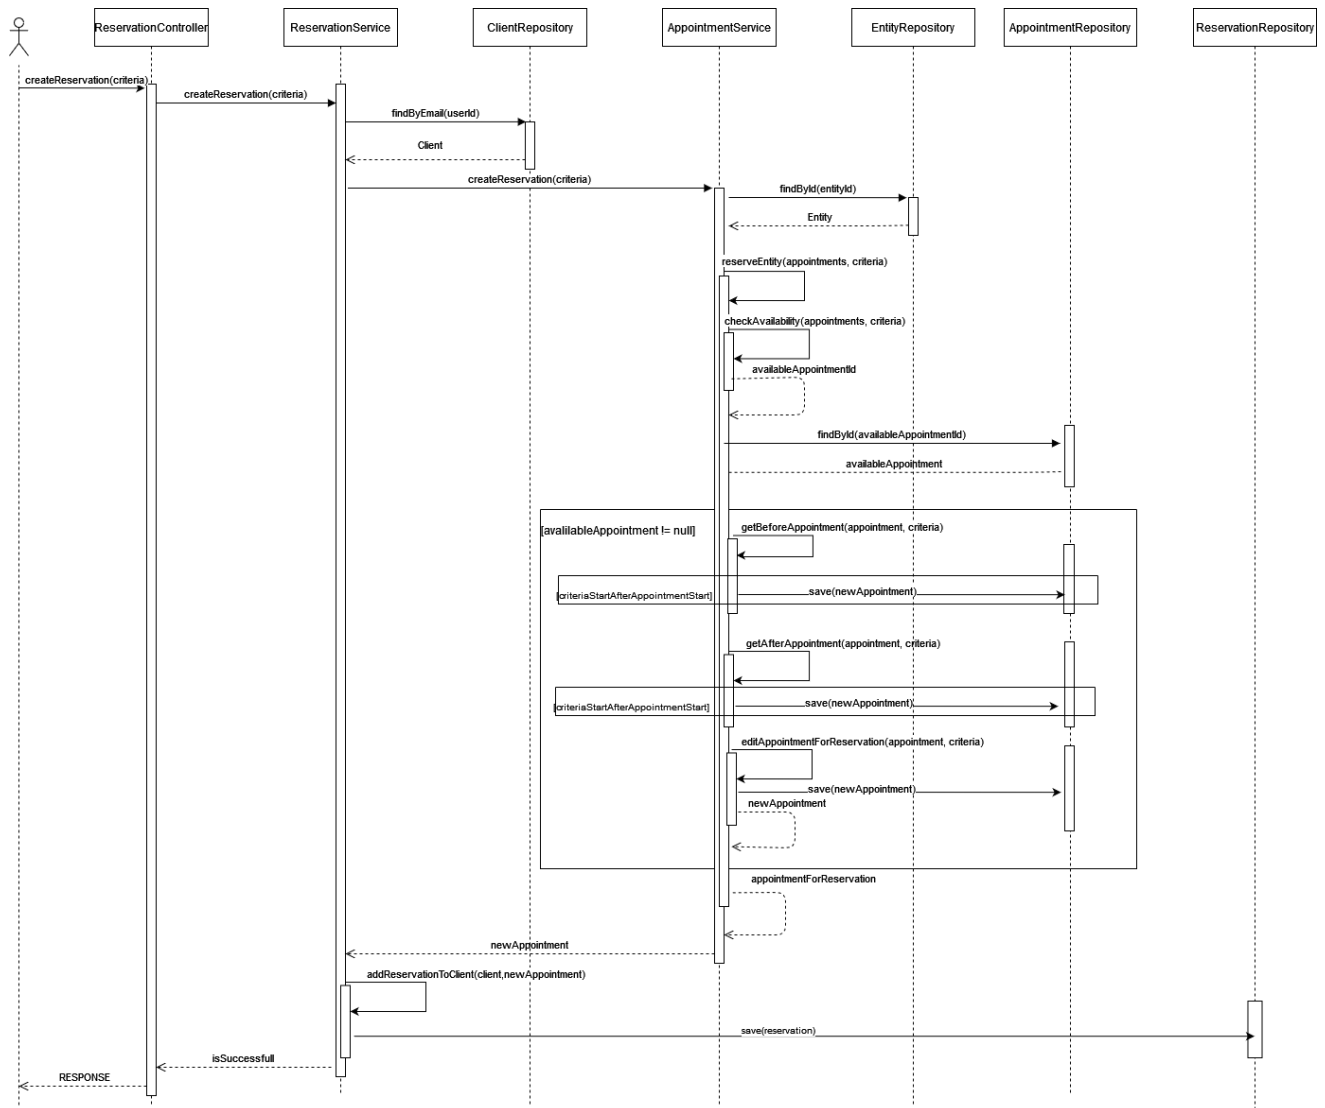 ReservationController
ReservationService
ClientRepository
AppointmentService
EntityRepository
AppointmentRepository
ReservationRepository
createReservation(criteria)
createReservation(criteria)
findByEmail(userId)
Client
createReservation(criteria)
findById(entityId)
Entity
reserveEntity(appointments, criteria)
checkAvailability(appointments, criteria)
availableAppointmentId
findById(availableAppointmentId)
availableAppointment
[avalilableAppointment != null]
getBeforeAppointment(appointment, criteria)
[criteriaStartAfterAppointmentStart]
save(newAppointment)
getAfterAppointment(appointment, criteria)
[criteriaStartAfterAppointmentStart]
save(newAppointment)
editAppointmentForReservation(appointment, criteria)
save(newAppointment)
newAppointment
appointmentForReservation
newAppointment
addReservationToClient(client,newAppointment)
save(reservation)
isSuccessfull
RESPONSE